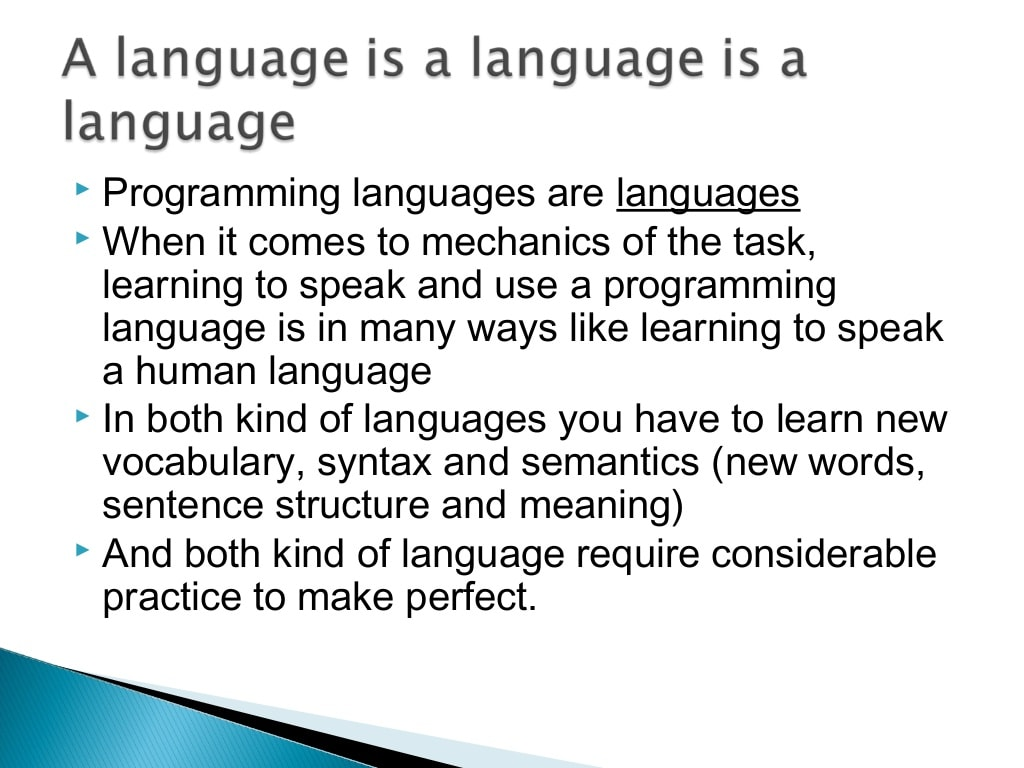 A language is a language is a
language
Programming languages are languages
When it comes to mechanics of the task,
learning to speak and use a programming
language is in many ways like learning to speak
a human language
In both kind of languages you have to learn new
vocabulary, syntax and semantics (new words,
sentence structure and meaning)
And both kind of language require considerable
practice to make perfect.